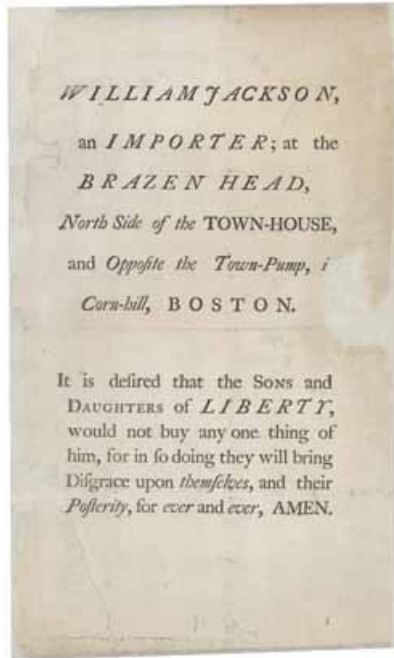 WILLIAM JACKSON,
an IMPORTER; at the
BRAZEN HEAD,
North Side of the TOWN-HOUSE,
and Oppoſite the Town-Pump, i
Corn-hill, BOSTON.
It is deſired that the SONS and
DAUGHTERS of LIBERTY,
would not buy any one thing of
him, for in ſo doing they will bring
Diſgrace upon themſelves, and their
Poſterity, for ever and ever, AMEN.